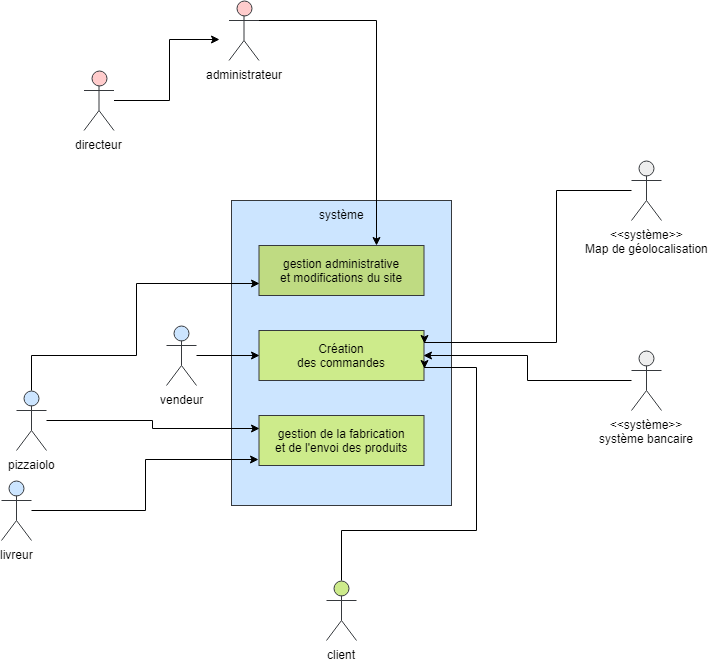 administrateur
directeur
système
<<système>>
Map de géolocalisation
gestion administrative
et modifications du site
Création
des commandes
vendeur
<<système>>
système bancaire
gestion de la fabrication
et de l'envoi des produits
pizzaiolo
livreur
client